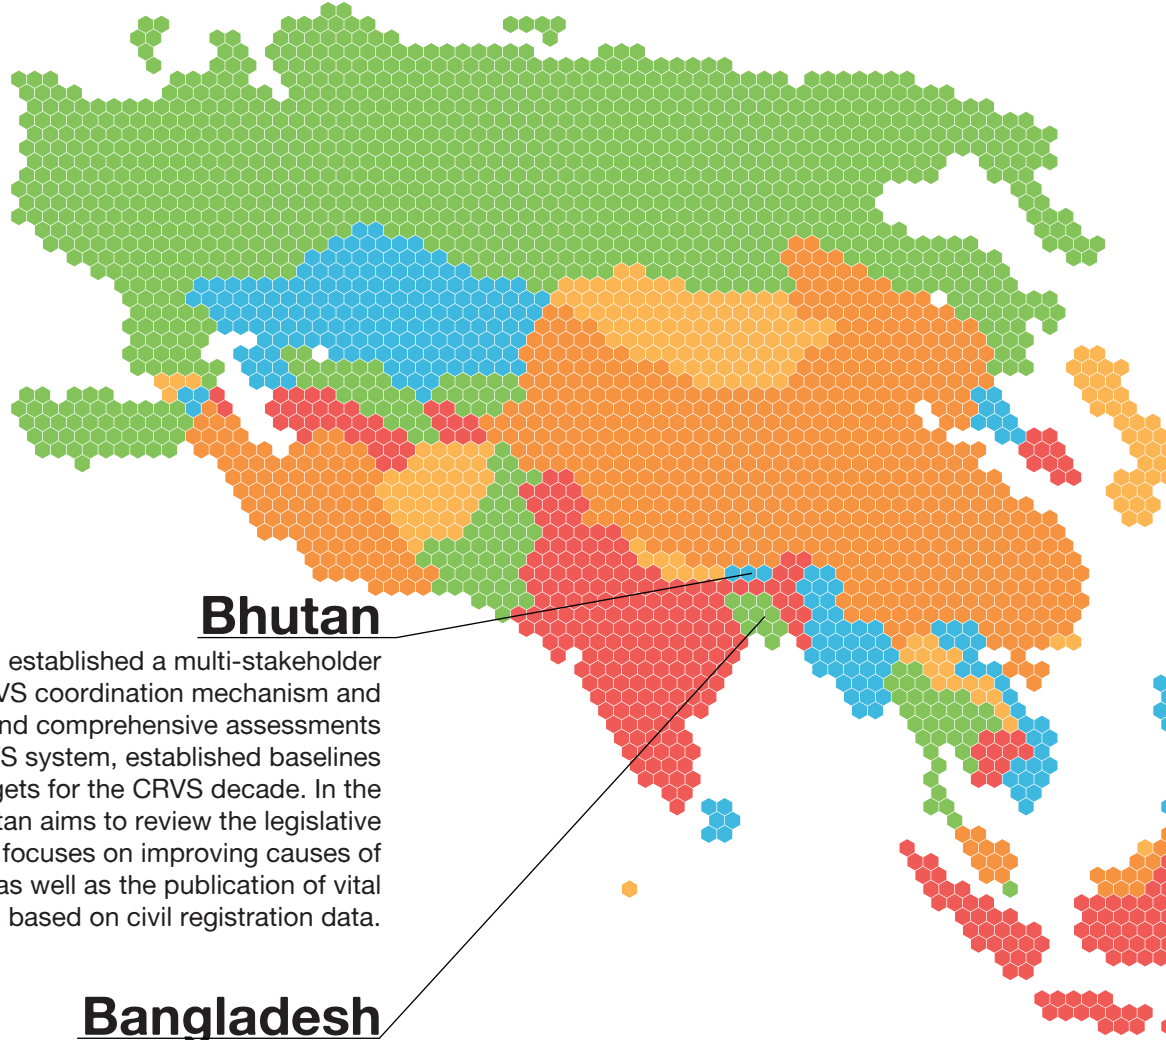 Bhutan
established a multi-stakeholder
VS coordination mechanism and
nd comprehensive assessments
S system, established baselines
gets for the CRVS decade. In the
tan aims to review the legislative
focuses on improving causes of
as well as the publication of vital
based on civil registration data.
Bangladesh